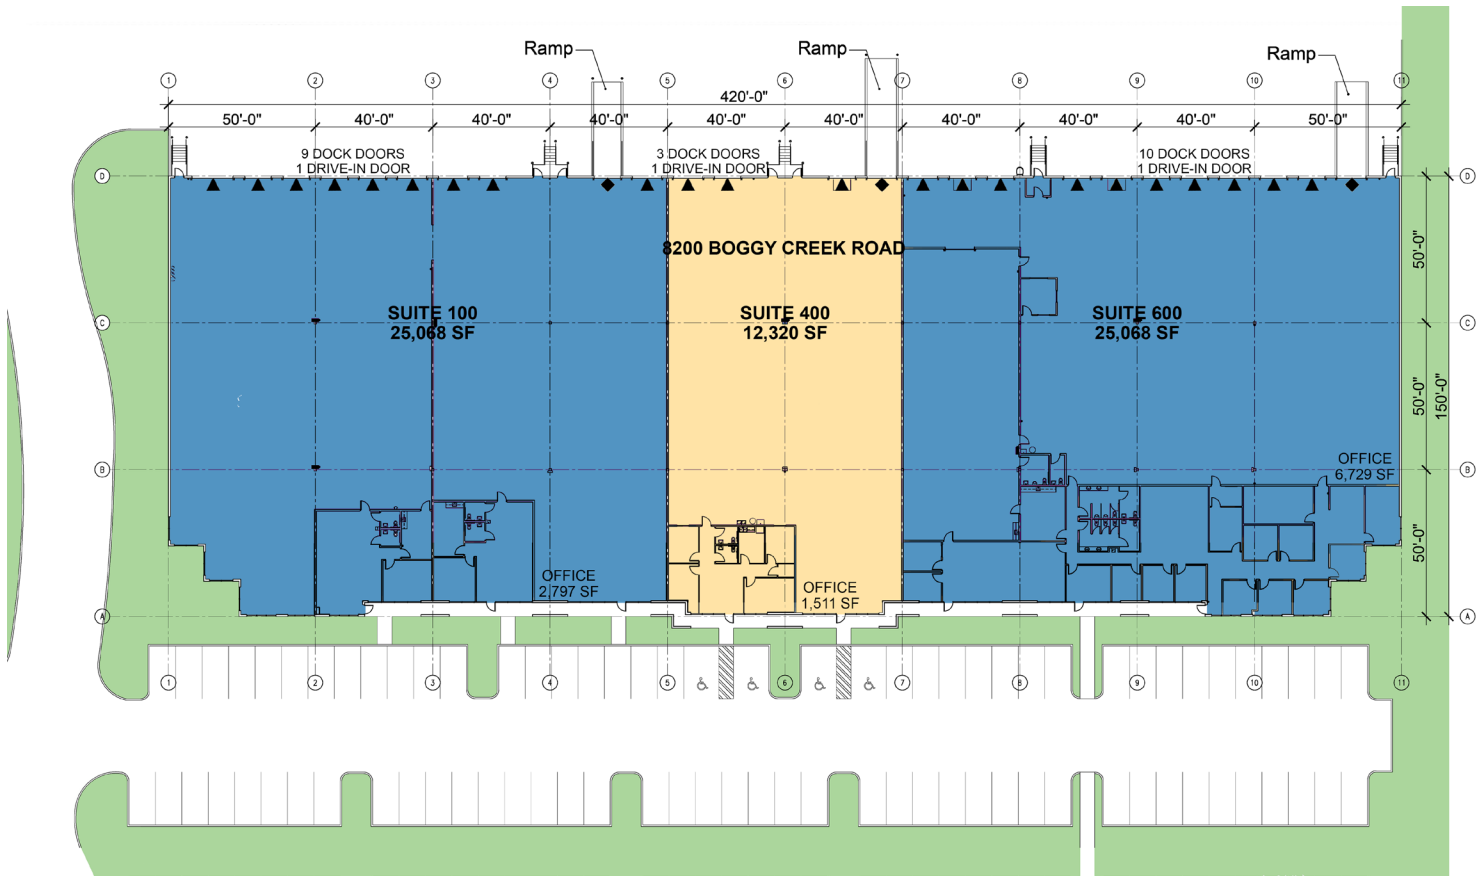 Ramp
Ramp
Ramp
1 2 3 4 5 6 7 8 9 10 11
420'-0"
50'-0" 40'-0" 40'-0" 40'-0" 40'-0" 40'-0" 40'-0" 40'-0" 40'-0" 50'-0"
9 DOCK DOORS
1 DRIVE-IN DOOR
3 DOCK DOORS
1 DRIVE-IN DOOR
10 DOCK DOORS
1 DRIVE-IN DOOR
D D
8200 BOGGY CREEK ROAD
50'-0"
SUITE 100
25,068 SF
SUITE 400
12,320 SF
SUITE 600
25,068 SF
C C
50'-0"
150'-0"
OFFICE
6,729 SF
B B
50'-0"
OFFICE
2,797 SF
OFFICE
1,511 SF
A A
1 2 3 4 5 6 7 8 9 10 11